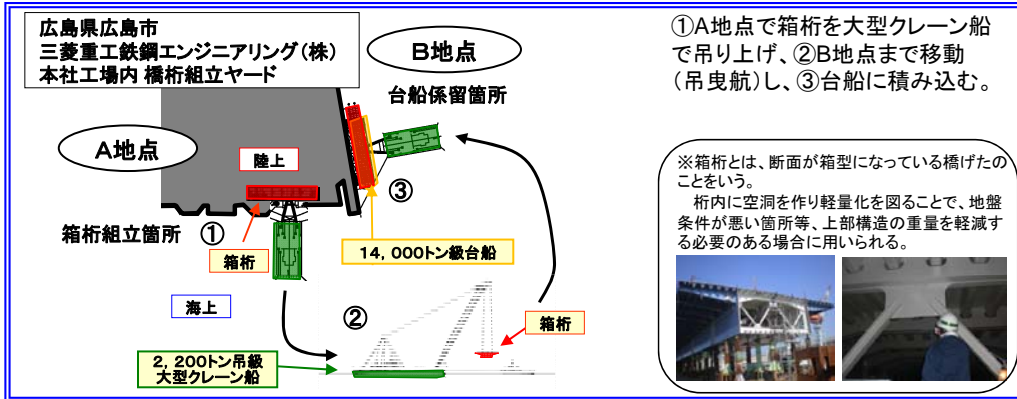 広島県広島市
三菱重工鉄鋼エンジニアリング(株)
本社工場内 橋桁組立ヤード
B地点
台船係留箇所
A地点
陸上
③
箱桁組立箇所
①
箱桁
14,000トン級台船
海上
②
箱桁
2,200トン吊級
大型クレーン船
①A地点で箱桁を大型クレーン船
で吊り上げ、②B地点まで移動
(吊曳航)し、③台船に積み込む。
※箱桁とは、断面が箱型になっている橋げたの
ことをいう。
桁内に空洞を作り軽量化を図ることで、地盤
条件が悪い箇所等、上部構造の重量を軽減す
る必要のある場合に用いられる。